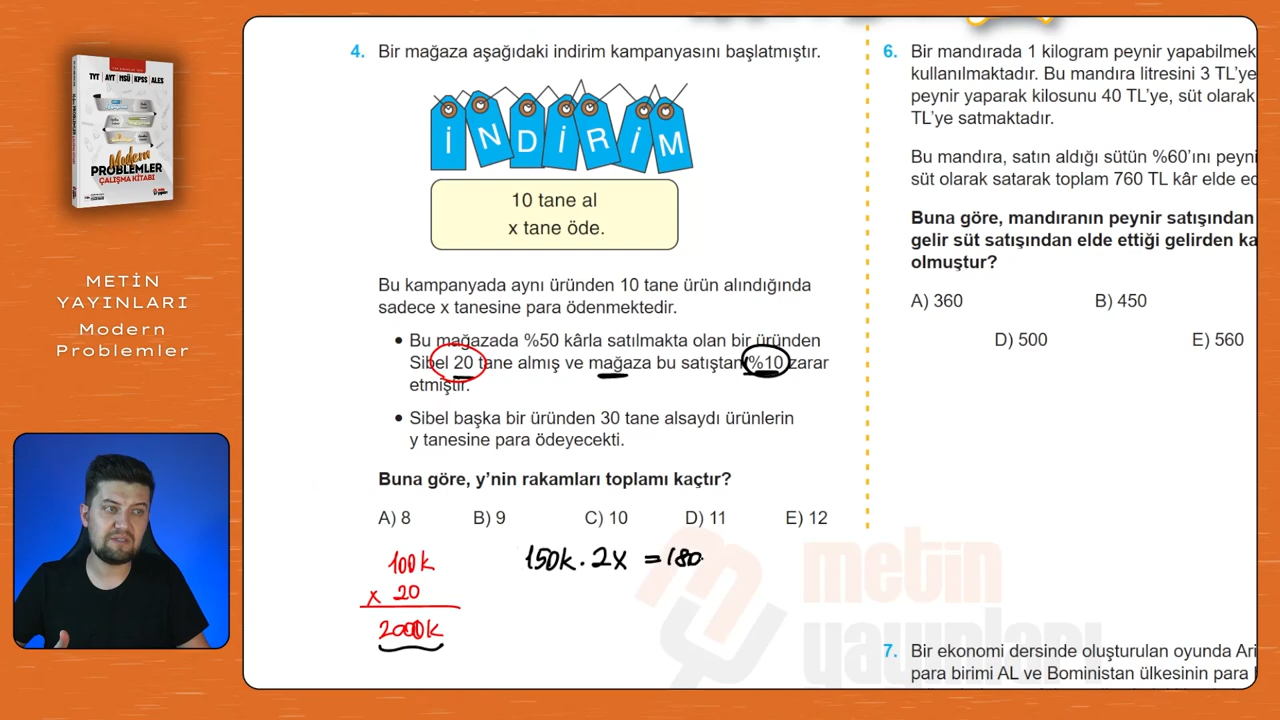 TYT | AYT | MSÜ | KPSS | ALES
Modern
PROBLEMLER
ÇALIŞMA KİTABI
METİN
YAYINLARI
Modern
Problemler
4. Bir mağaza aşağıdaki indirim kampanyasını başlatmıştır.
İNDİRİM
10 tane al
x tane öde.
Bu kampanyada aynı üründen 10 tane ürün alındığında
sadece x tanesine para ödenmektedir.
• Bu mağazada %50 kârla satılmakta olan bir üründen
Sibel 20 tane almış ve mağaza bu satıştan %10 zarar
etmiştir.
• Sibel başka bir üründen 30 tane alsaydı ürünlerin
y tanesine para ödeyecekti.
Buna göre, y’nin rakamları toplamı kaçtır?
A) 8 B) 9 C) 10 D) 11 E) 12
100k
x 20
2000k
150k · 2x = 180
6. Bir mandırada 1 kilogram peynir yapabilmek
kullanılmaktadır. Bu mandıra litresini 3 TL’ye
peynir yaparak kilosunu 40 TL’ye, süt olarak
TL’ye satmaktadır.
Bu mandıra, satın aldığı sütün %60’ını peyni
süt olarak satarak toplam 760 TL kâr elde ed
Buna göre, mandıranın peynir satışından
gelir süt satışından elde ettiği gelirden ka
olmuştur?
A) 360 B) 450
D) 500 E) 560
metin
yayınları
7. Bir ekonomi dersinde oluşturulan oyunda Ari
para birimi AL ve Boministan ülkesinin para b